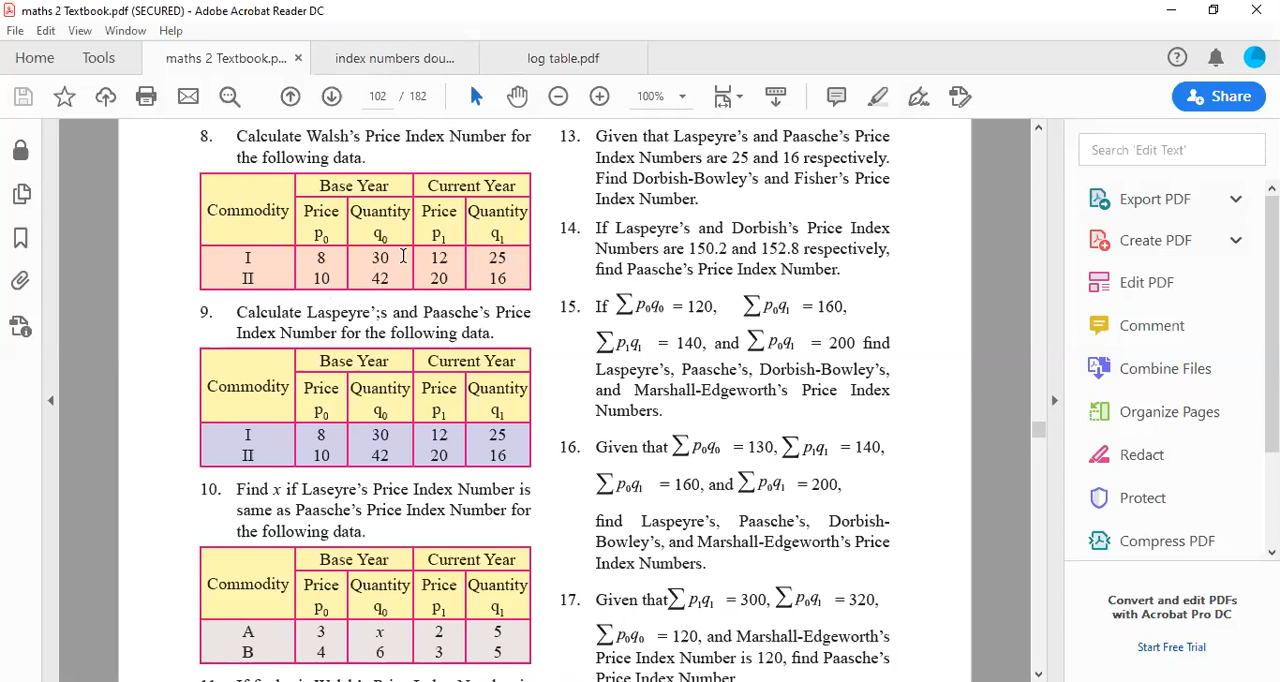 maths 2 Textbook.pdf (SECURED) - Adobe Acrobat Reader DC
File Edit View Window Help
Home Tools maths 2 Textbook.p... × index numbers dou... log table.pdf
102 / 182 100% Share
8. Calculate Walsh's Price Index Number for
the following data.
Commodity Base Year Current Year
Price Quantity Price Quantity
p₀ q₀ p₁ q₁
I 8 30 12 25
II 10 42 20 16
9. Calculate Laspeyre';s and Paasche's Price
Index Number for the following data.
Commodity Base Year Current Year
Price Quantity Price Quantity
p₀ q₀ p₁ q₁
I 8 30 12 25
II 10 42 20 16
10. Find x if Laseyre's Price Index Number is
same as Paasche's Price Index Number for
the following data.
Commodity Base Year Current Year
Price Quantity Price Quantity
p₀ q₀ p₁ q₁
A 3 x 2 5
B 4 6 3 5
13. Given that Laspeyre's and Paasche's Price
Index Numbers are 25 and 16 respectively.
Find Dorbish-Bowley's and Fisher's Price
Index Number.
14. If Laspeyre's and Dorbish's Price Index
Numbers are 150.2 and 152.8 respectively,
find Paasche's Price Index Number.
15. If ∑p₀q₀ = 120, ∑p₀q₁ = 160,
∑p₁q₁ = 140, and ∑p₀q₁ = 200 find
Laspeyre's, Paasche's, Dorbish-Bowley's,
and Marshall-Edgeworth's Price Index
Numbers.
16. Given that ∑p₀q₀ = 130, ∑p₁q₁ = 140,
∑p₀q₁ = 160, and ∑p₀q₁ = 200,
find Laspeyre's, Paasche's, Dorbish-
Bowley's, and Marshall-Edgeworth's Price
Index Numbers.
17. Given that ∑p₁q₁ = 300, ∑p₀q₁ = 320,
∑p₀q₀ = 120, and Marshall-Edgeworth's
Price Index Number is 120, find Paasche's
Price Index Number.
Search 'Edit Text'
Export PDF
Create PDF
Edit PDF
Comment
Combine Files
Organize Pages
Redact
Protect
Compress PDF
Convert and edit PDFs
with Acrobat Pro DC
Start Free Trial